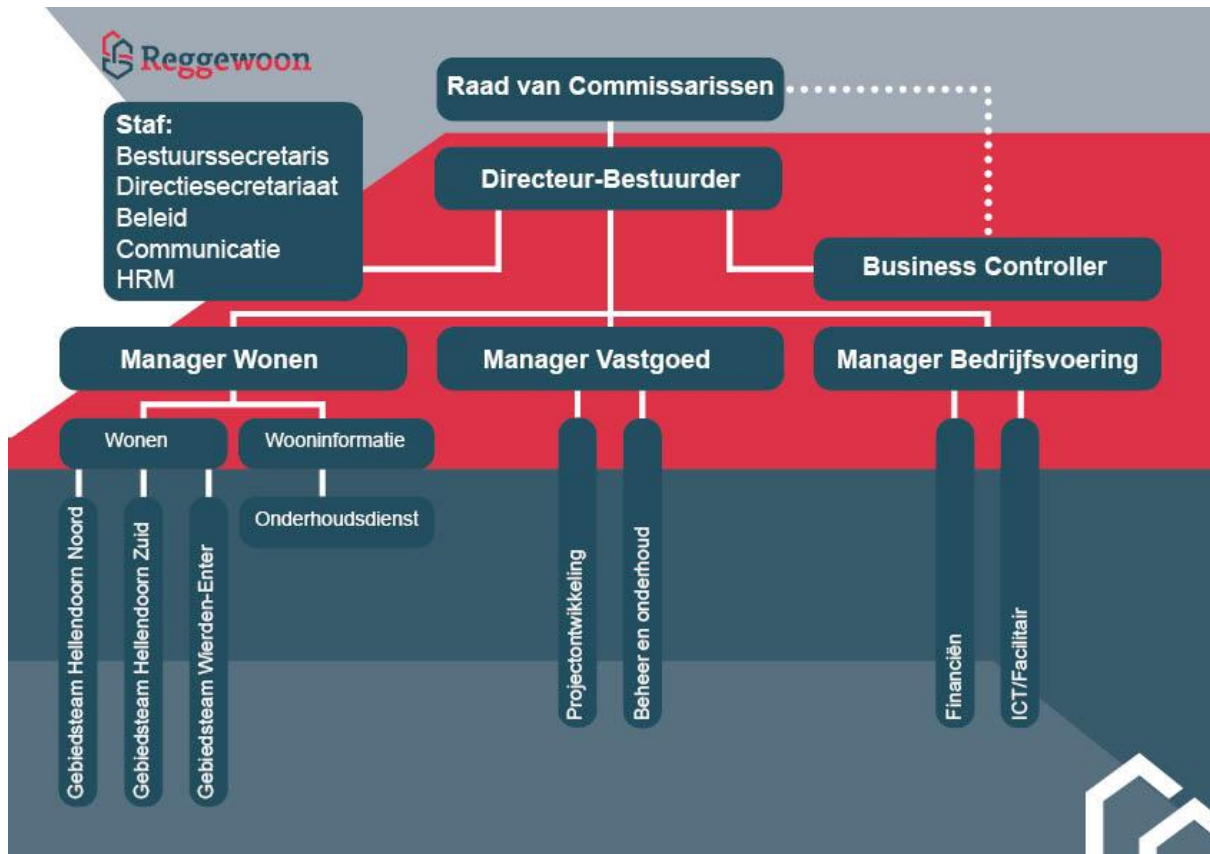 Reggewoon
Raad van Commissarissen
Staf:
Bestuurssecretaris
Directiesecretariaat
Beleid
Communicatie
HRM
Directeur-Bestuurder
Business Controller
Manager Wonen
Manager Vastgoed
Manager Bedrijfsvoering
Wonen
Wooninformatie
Onderhoudsdienst
Gebiedsteam Hellendoorn Noord
Gebiedsteam Hellendoorn Zuid
Gebiedsteam Wierden-Enter
Projectontwikkeling
Beheer en onderhoud
Financiën
ICT/Facilitair